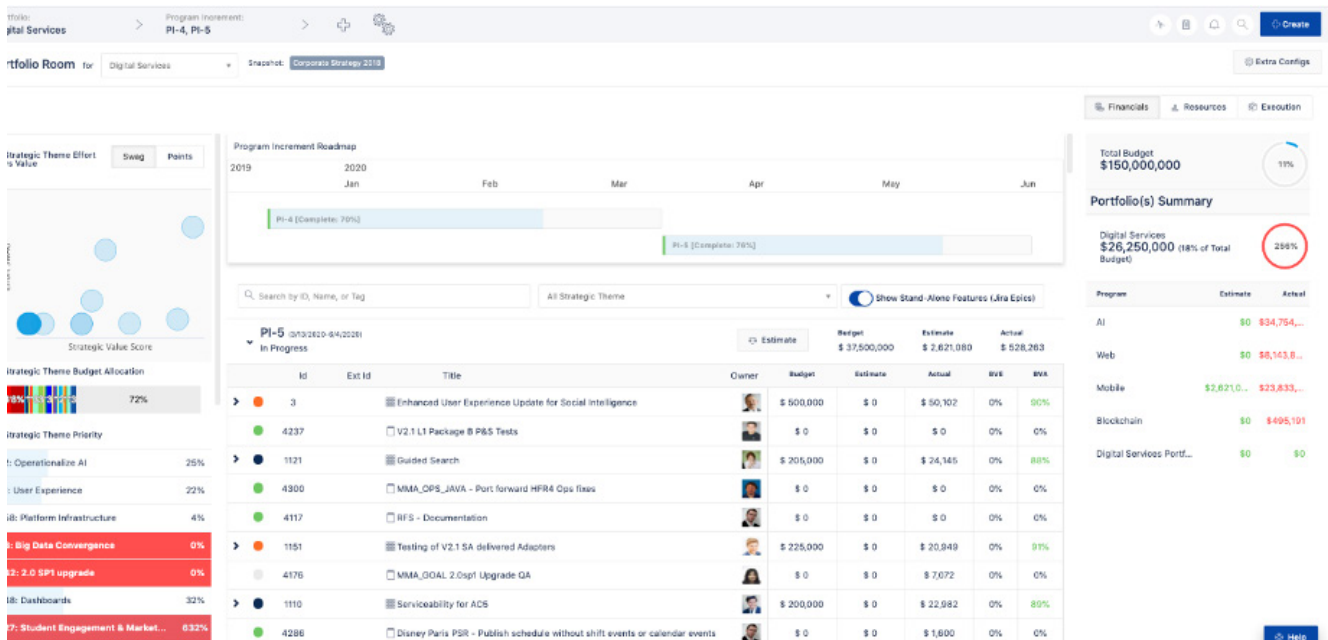 tfolio:
gital Services
Program Increment:
PI-4, PI-5
Create
rtfolio Room for Digital Services
Snapshot: Corporate Strategy 2018
Extra Configs
Financials
Resources
Execution
Strategic Theme Effort
vs Value
Swag
Points
Strategic Value Score
Strategic Theme Budget Allocation
72%
Strategic Theme Priority
: Operationalize AI 25%
: User Experience 22%
58: Platform Infrastructure 4%
: Big Data Convergence 0%
12: 2.0 SP1 upgrade 0%
38: Dashboards 32%
27: Student Engagement & Market... 632%
Program Increment Roadmap
2019 2020
Jan Feb Mar Apr May Jun
PI-4 [Complete: 70%]
PI-5 [Complete: 76%]
Search by ID, Name, or Tag
All Strategic Theme
Show Stand-Alone Features (Jira Epics)
PI-5 (3/13/2020-6/4/2020)
In Progress
Estimate
Budget Estimate Actual
$ 37,500,000 $ 2,621,080 $ 528,263
Id Ext Id Title Owner Budget Estimate Actual BVE BVA
3 Enhanced User Experience Update for Social Intelligence $ 500,000 $ 0 $ 50,102 0% 90%
4237 V2.1 L1 Package B P&S Tests $ 0 $ 0 $ 0 0% 0%
1121 Guided Search $ 205,000 $ 0 $ 24,145 0% 88%
4300 MMA_OPS_JAVA - Port forward HFR4 Ops fixes $ 0 $ 0 $ 0 0% 0%
4117 RFS - Documentation $ 0 $ 0 $ 0 0% 0%
1151 Testing of V2.1 SA delivered Adapters $ 225,000 $ 0 $ 20,949 0% 91%
4176 MMA_GOAL 2.0sp1 Upgrade QA $ 0 $ 0 $ 7,072 0% 0%
1110 Serviceability for AC6 $ 200,000 $ 0 $ 22,982 0% 89%
4286 Disney Paris PSR - Publish schedule without shift events or calendar events $ 0 $ 0 $ 1,600 0% 0%
Total Budget
$150,000,000
11%
Portfolio(s) Summary
Digital Services
$26,250,000 (18% of Total
Budget)
256%
Program Estimate Actual
AI $0 $34,754,...
Web $0 $8,143,8...
Mobile $2,621,0... $23,833,...
Blockchain $0 $495,191
Digital Services Portf... $0 $0
Help